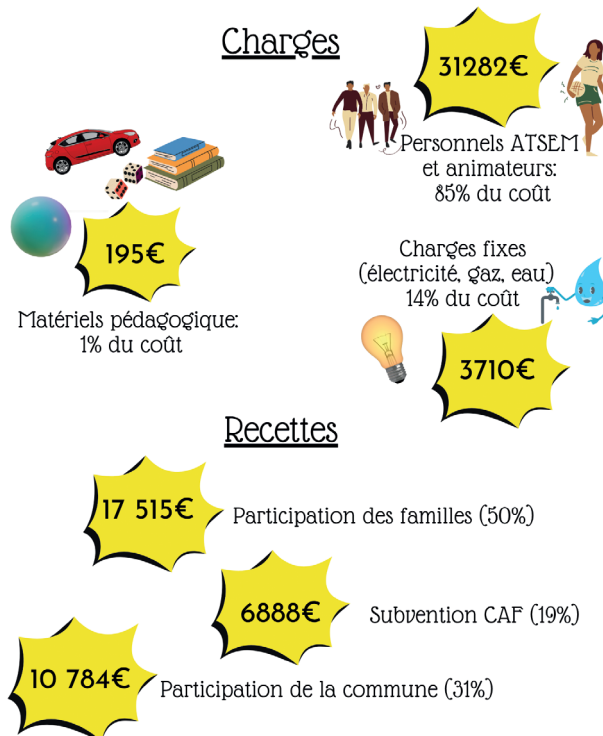 Charges
31282€
Personnels ATSEM
et animateurs:
85% du coût
195€
Matériels pédagogique:
1% du coût
Charges fixes
(électricité, gaz, eau)
14% du coût
3710€
Recettes
17 515€
Participation des familles (50%)
6888€
Subvention CAF (19%)
10 784€
Participation de la commune (31%)